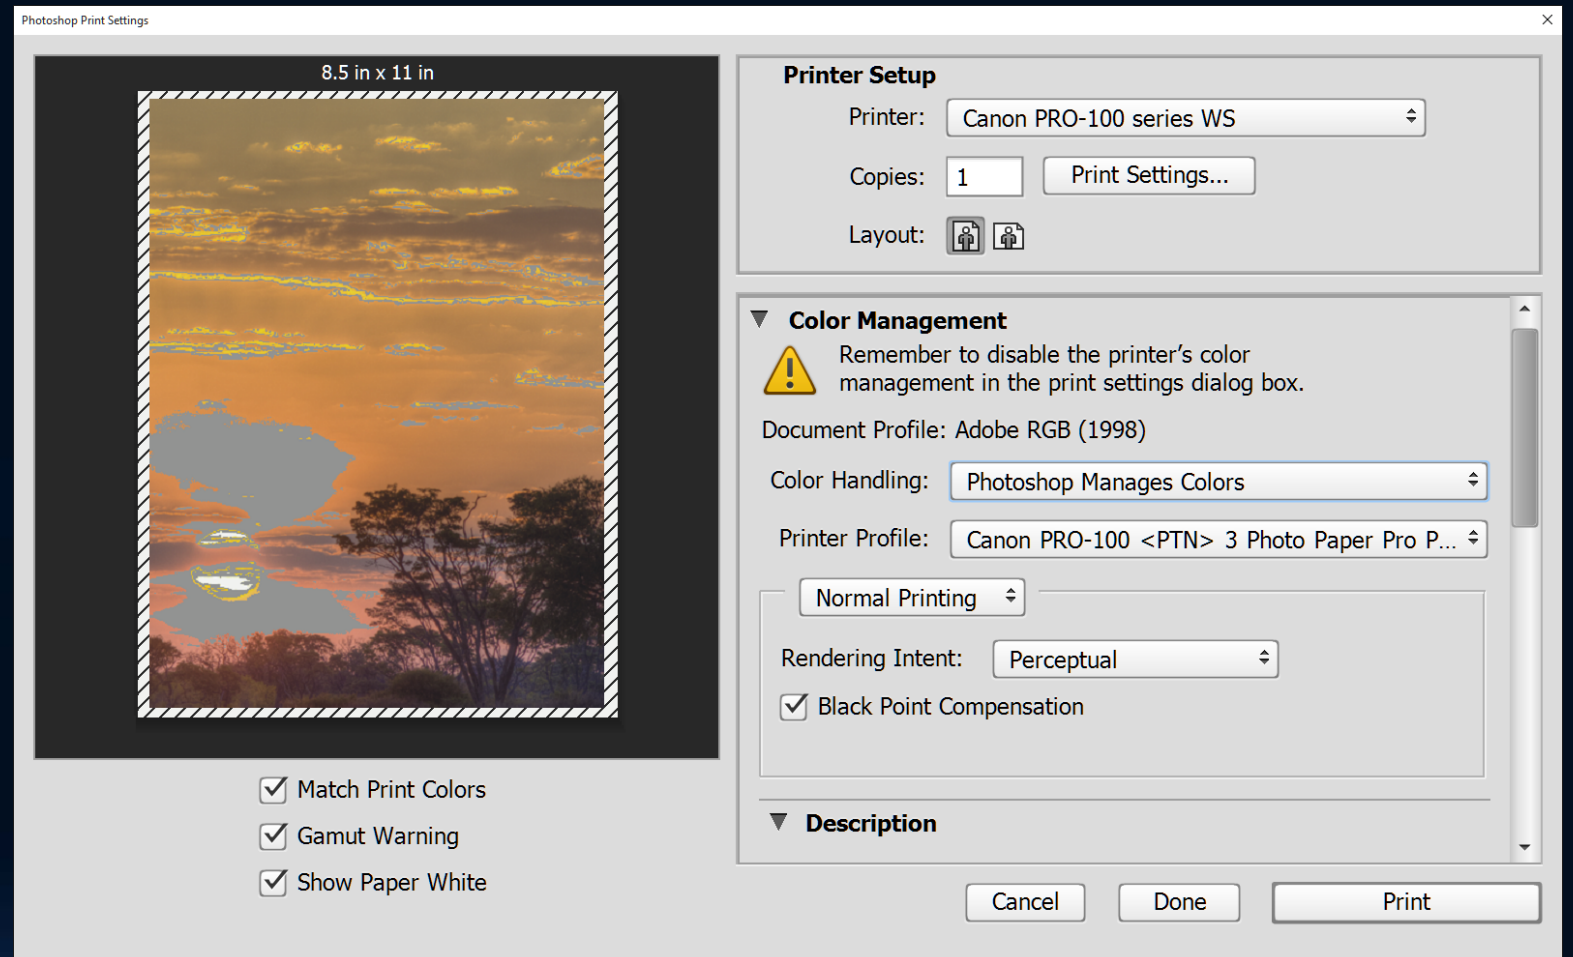 Photoshop Print Settings
8.5 in x 11 in
Printer Setup
Printer: Canon PRO-100 series WS
Copies: 1 Print Settings...
Layout:
Color Management
Remember to disable the printer's color
management in the print settings dialog box.
Document Profile: Adobe RGB (1998)
Color Handling: Photoshop Manages Colors
Printer Profile: Canon PRO-100 <PTN> 3 Photo Paper Pro P...
Normal Printing
Rendering Intent: Perceptual
Black Point Compensation
Description
Match Print Colors
Gamut Warning
Show Paper White
Cancel Done Print